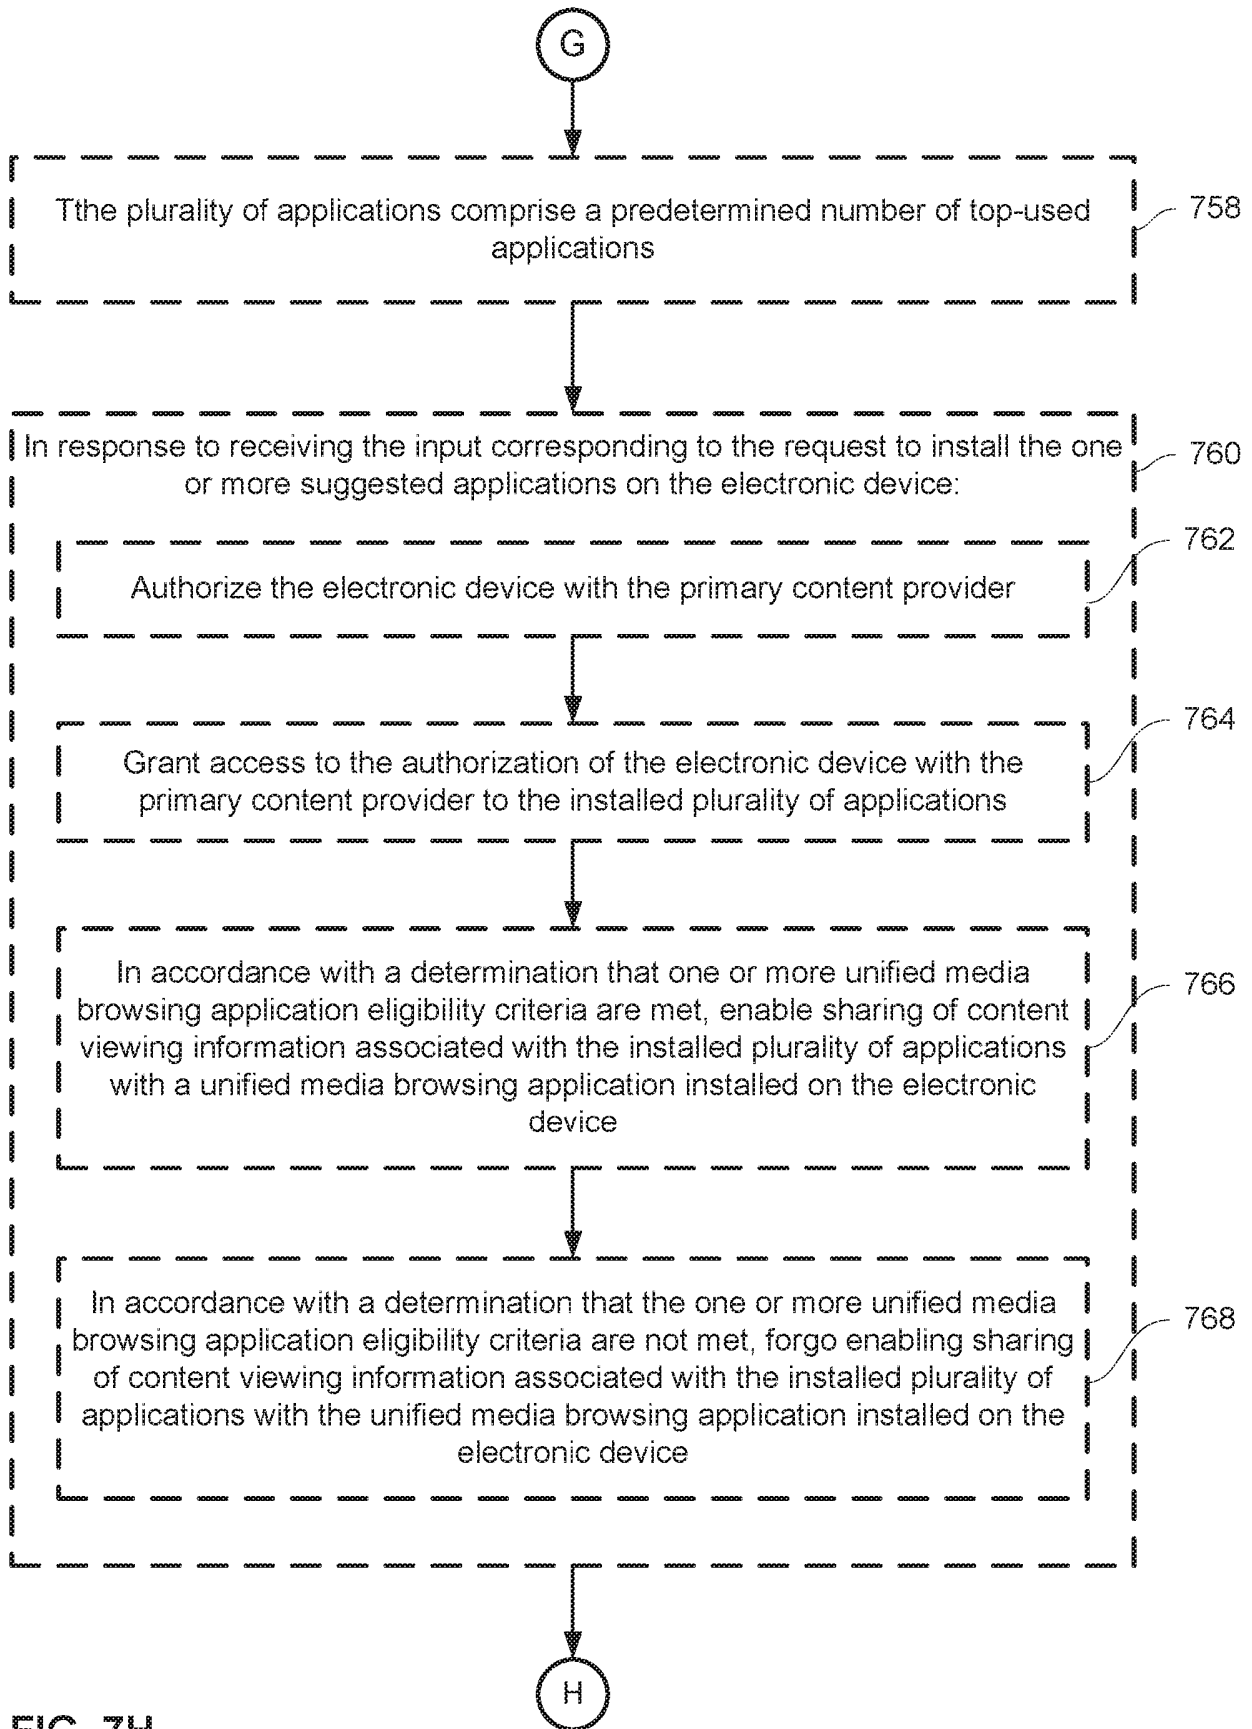 G
Tthe plurality of applications comprise a predetermined number of top-used
applications
758
In response to receiving the input corresponding to the request to install the one
or more suggested applications on the electronic device:
760
762
Authorize the electronic device with the primary content provider
764
Grant access to the authorization of the electronic device with the
primary content provider to the installed plurality of applications
In accordance with a determination that one or more unified media
browsing application eligibility criteria are met, enable sharing of content
viewing information associated with the installed plurality of applications
with a unified media browsing application installed on the electronic
device
766
In accordance with a determination that the one or more unified media
browsing application eligibility criteria are not met, forgo enabling sharing
of content viewing information associated with the installed plurality of
applications with the unified media browsing application installed on the
electronic device
768
H
FIG. 7H